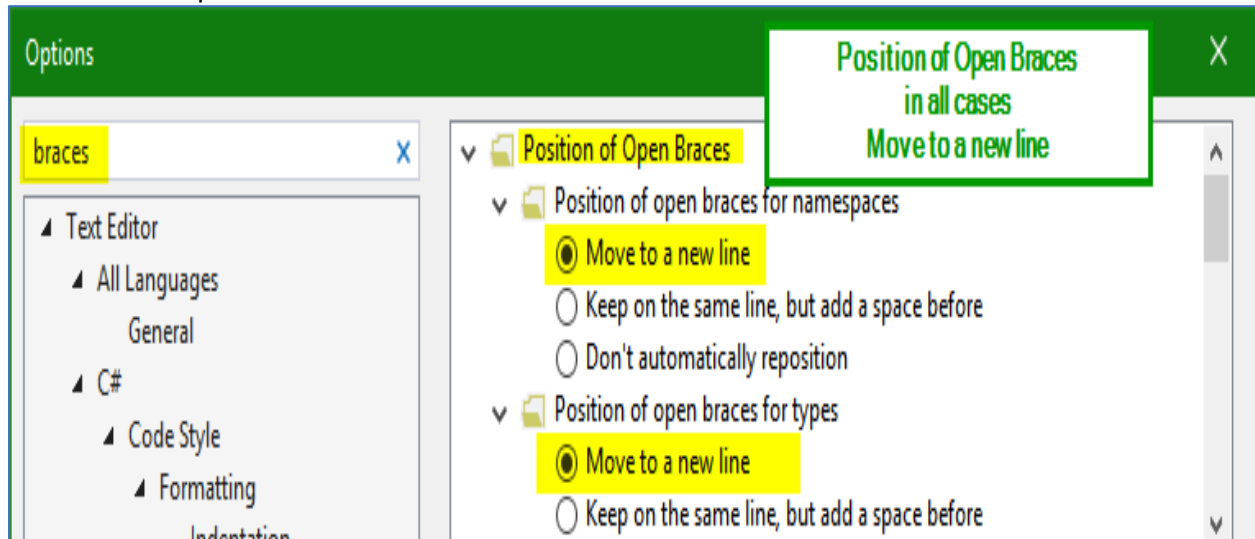 Options
Position of Open Braces
in all cases
Move to a new line
X
braces
x
Text Editor
All Languages
General
C#
Code Style
Formatting
Indentation
Position of Open Braces
Position of open braces for namespaces
Move to a new line
Keep on the same line, but add a space before
Don't automatically reposition
Position of open braces for types
Move to a new line
Keep on the same line, but add a space before